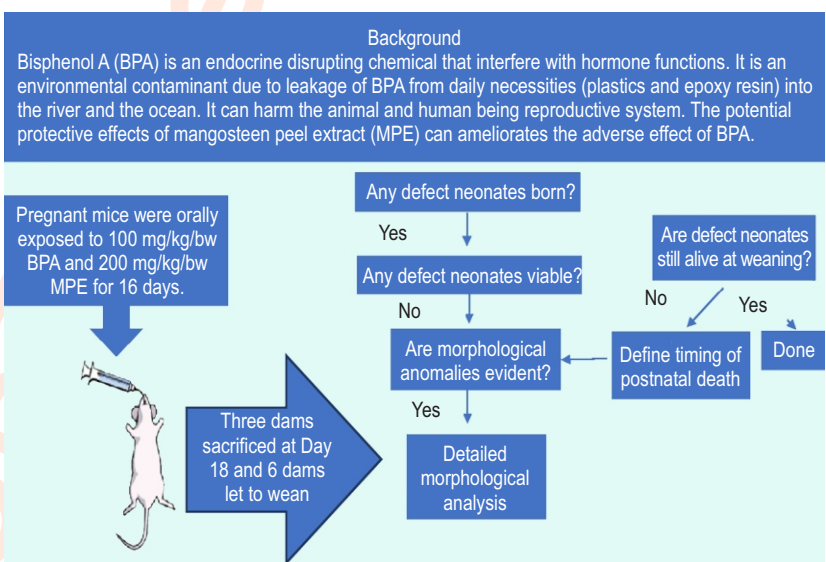 Background
Bisphenol A (BPA) is an endocrine disrupting chemical that interfere with hormone functions. It is an
environmental contaminant due to leakage of BPA from daily necessities (plastics and epoxy resin) into
the river and the ocean. It can harm the animal and human being reproductive system. The potential
protective effects of mangosteen peel extract (MPE) can ameliorates the adverse effect of BPA.
Pregnant mice were orally
exposed to 100 mg/kg/bw
BPA and 200 mg/kg/bw
MPE for 16 days.
Three dams
sacrificed at Day
18 and 6 dams
let to wean
Any defect neonates born?
Yes
Any defect neonates viable?
No
Are morphological
anomalies evident?
Yes
Detailed
morphological
analysis
Are defect neonates
still alive at weaning?
No
Yes
Define timing of
postnatal death
Done